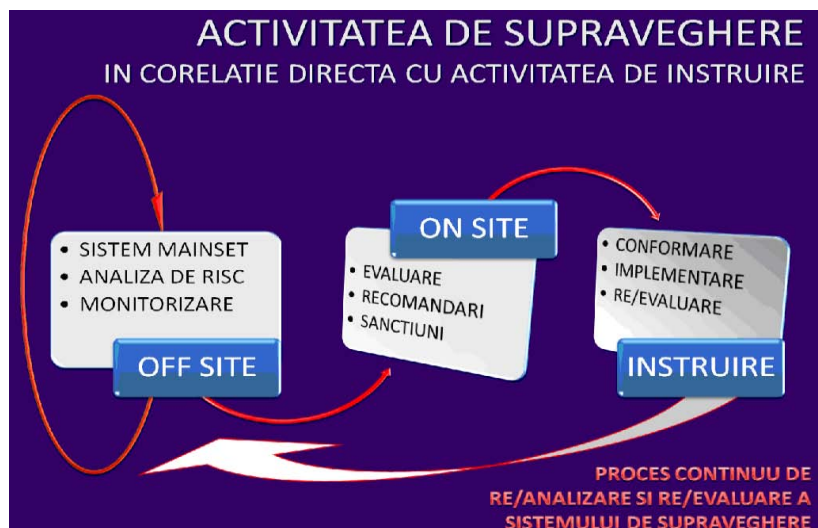 ACTIVITATEA DE SUPRAVEGHERE
IN CORELATIE DIRECTA CU ACTIVITATEA DE INSTRUIRE
• SISTEM MAINSET
• ANALIZA DE RISC
• MONITORIZARE
OFF SITE
ON SITE
• EVALUARE
• RECOMANDARI
• SANCTIUNI
• CONFORMARE
• IMPLEMENTARE
• RE/EVALUARE
INSTRUIRE
PROCES CONTINUU DE
RE/ANALIZARE SI RE/EVALUARE A
SISTEMULUI DE SUPRAVEGHERE